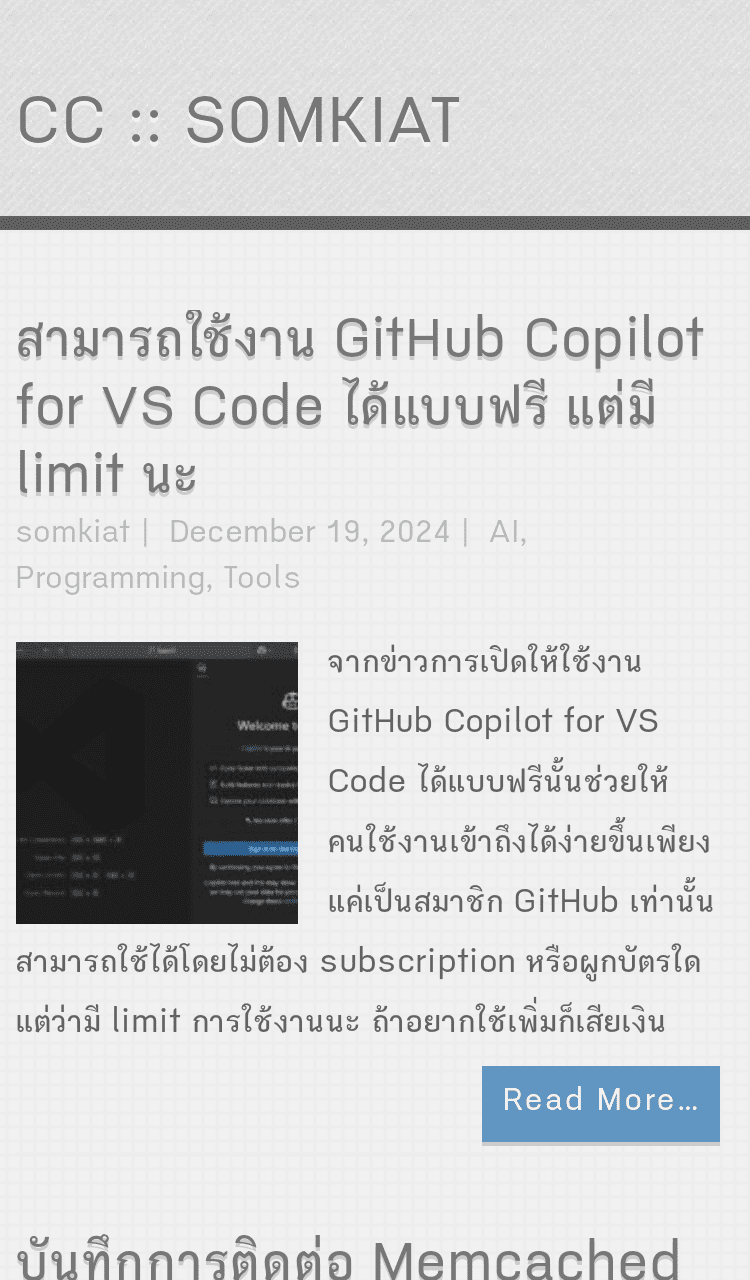 CC :: SOMKIAT
สามารถใช้งาน GitHub Copilot
for VS Code ได้แบบฟรี แต่มี
limit นะ
somkiat | December 19, 2024 | AI,
Programming, Tools
Welcome to
จากข่าวการเปิดให้ใช้งาน
GitHub Copilot for VS
Code ได้แบบฟรีนั้นช่วยให้
คนใช้งานเข้าถึงได้ง่ายขึ้นเพียง
แค่เป็นสมาชิก GitHub เท่านั้น
สามารถใช้ได้โดยไม่ต้อง subscription หรือผูกบัตรใด
แต่ว่ามี limit การใช้งานนะ ถ้าอยากใช้เพิ่มก็เสียเงิน
Read More...
บันทึกการติดต่อ Memcached